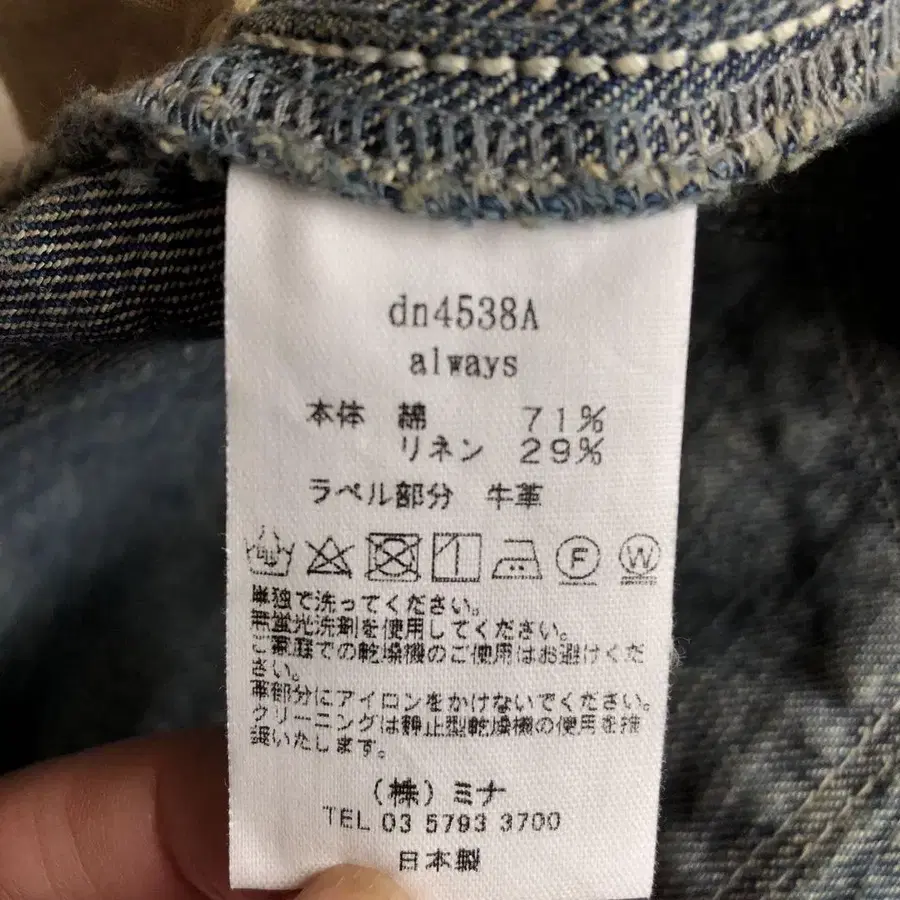 dn4538A
always
本体 綿 71%
リネン 29%
ラベル部分 牛革
F W
単独で洗ってください。
無蛍光洗剤を使用してください。
ご家庭での乾燥機のご使用はお避けくだ
さい。
革部分にアイロンをかけないでください。
クリーニングは静止型乾燥機の使用を推
奨いたします。
(株)ミナ
TEL 03 5793 3700
日本製